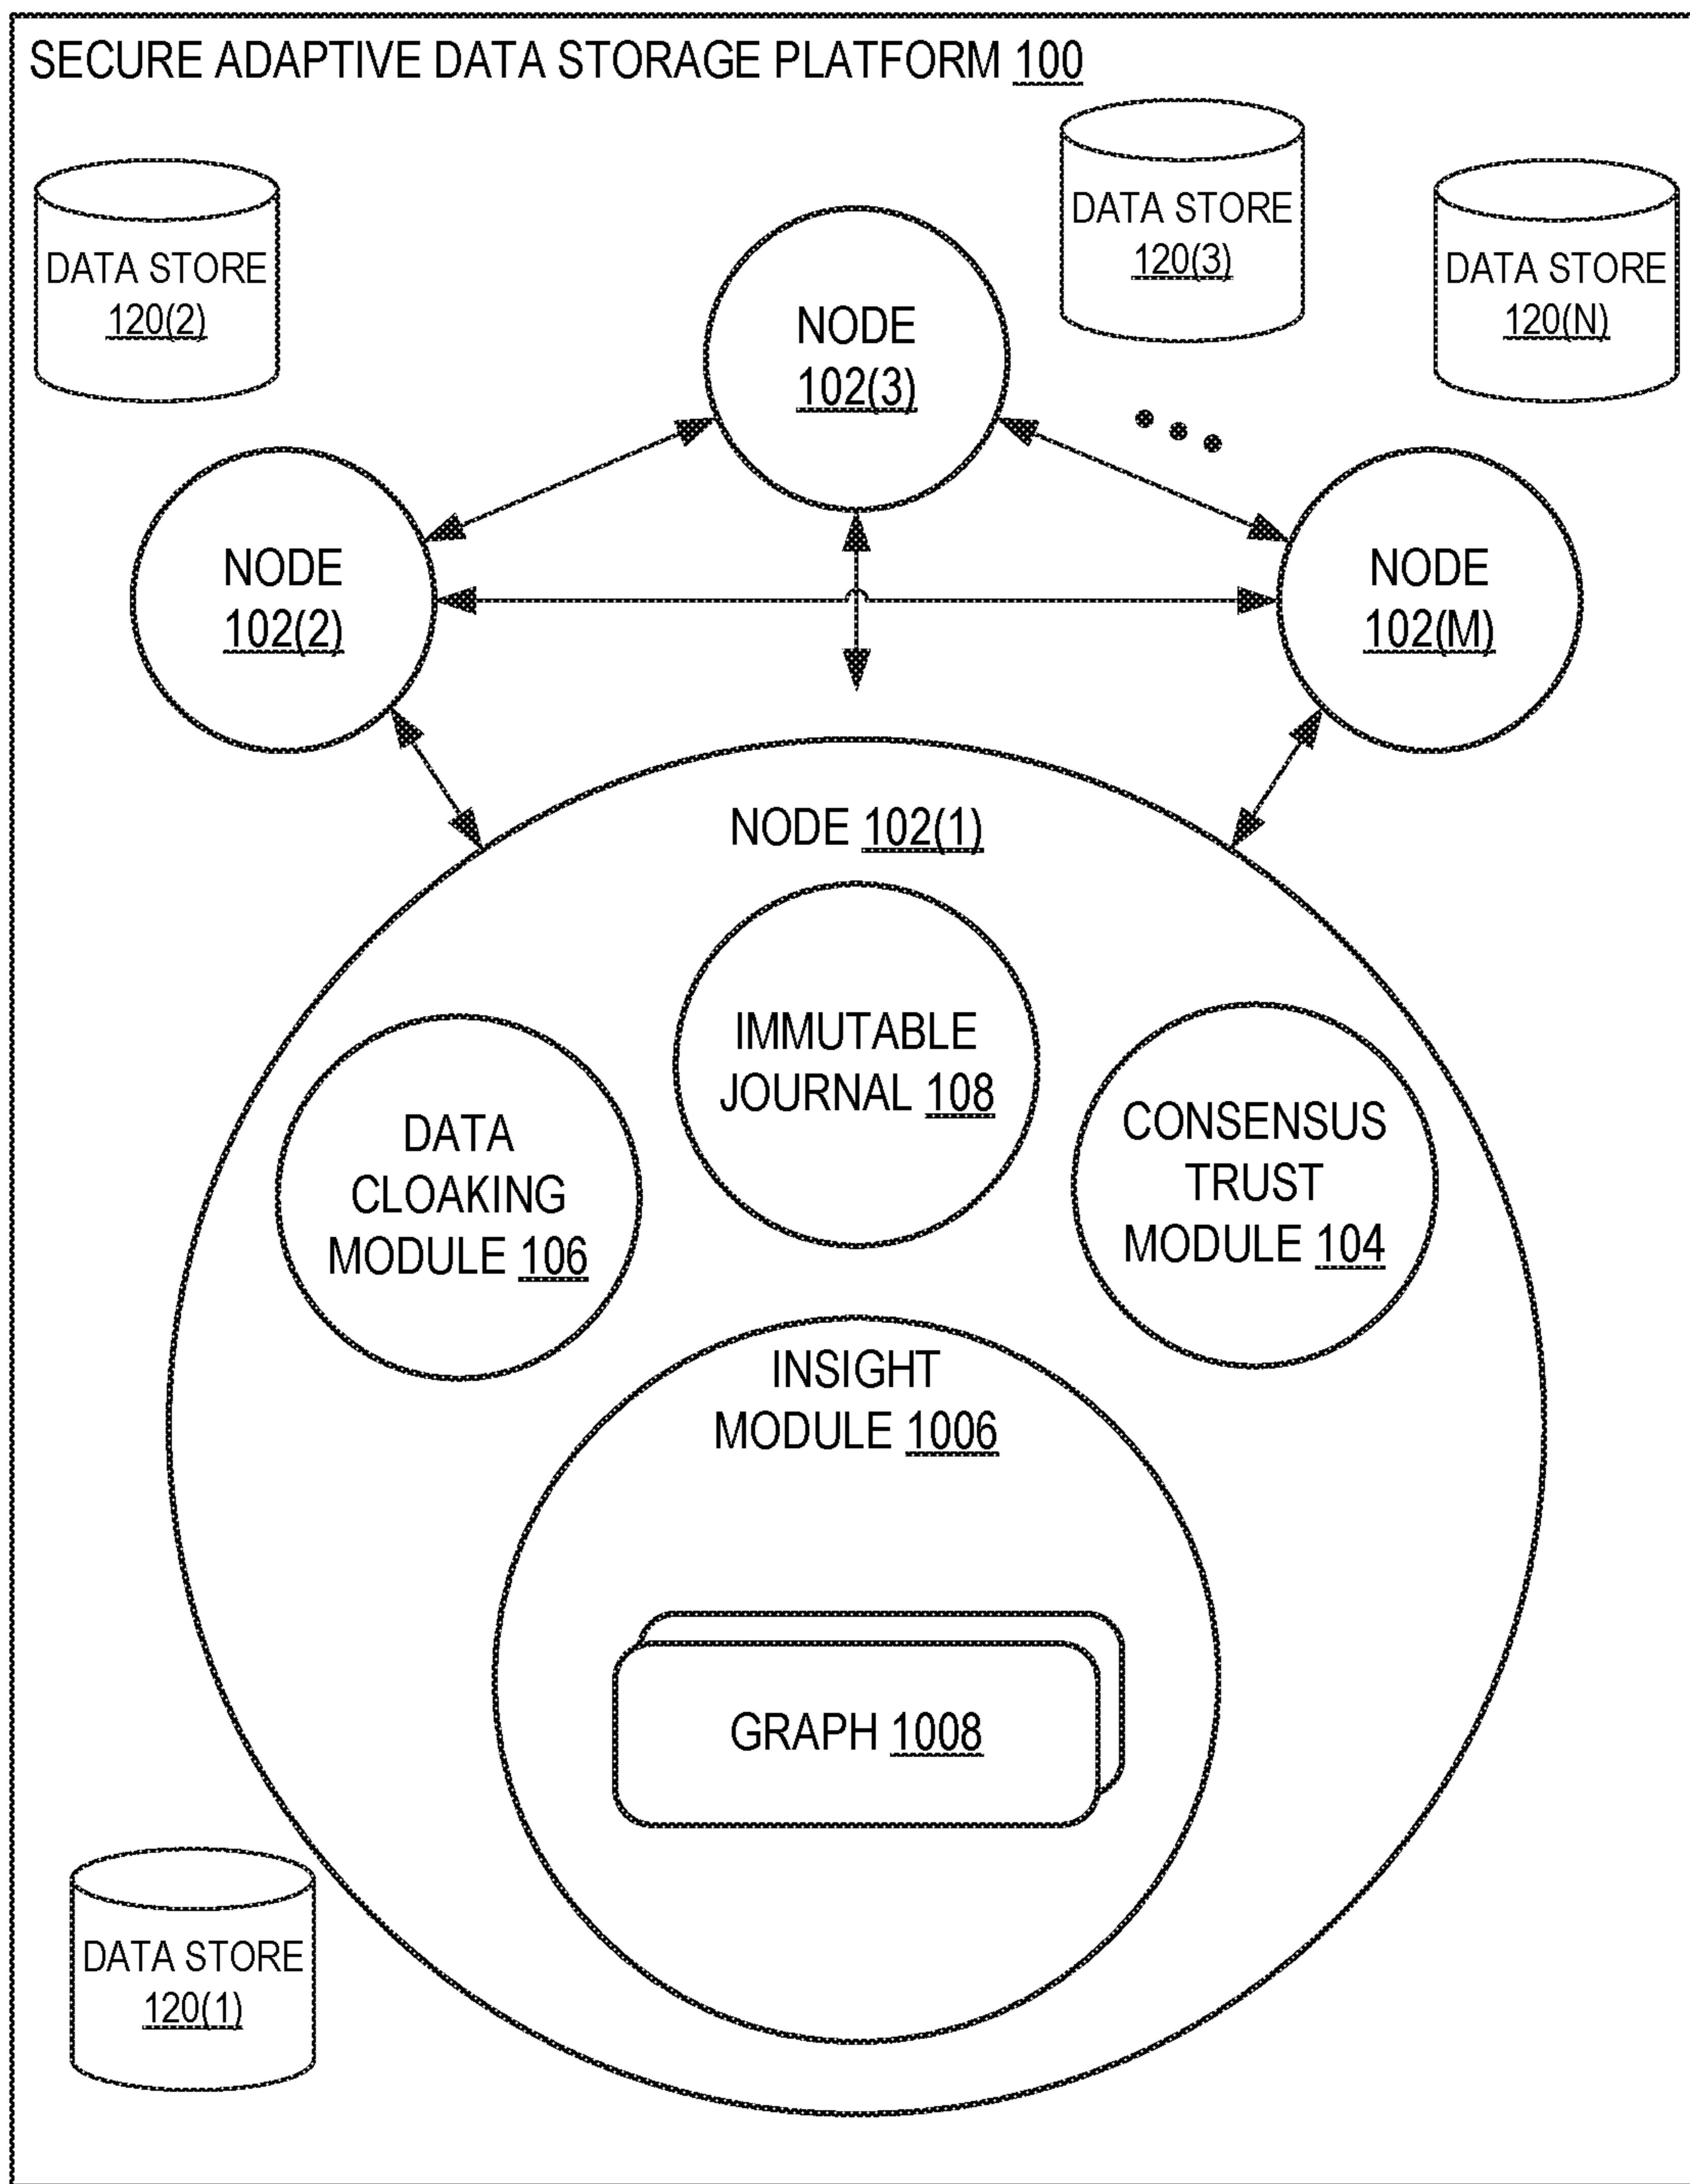 SECURE ADAPTIVE DATA STORAGE PLATFORM 100
DATA STORE
120(2)
DATA STORE
120(3)
DATA STORE
120(N)
NODE
102(3)
NODE
102(2)
NODE
102(M)
NODE 102(1)
IMMUTABLE
JOURNAL 108
DATA
CLOAKING
MODULE 106
CONSENSUS
TRUST
MODULE 104
INSIGHT
MODULE 1006
GRAPH 1008
DATA STORE
120(1)